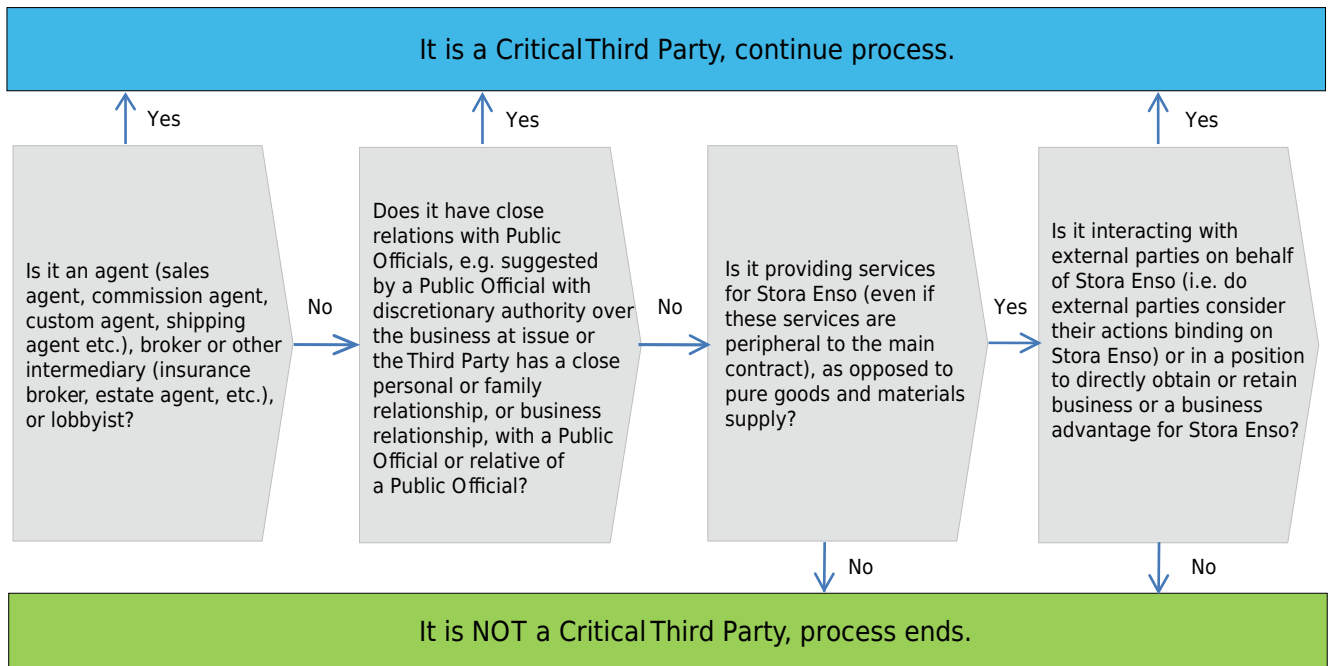 It is a Critical Third Party, continue process.
Yes
Yes
Yes
Is it an agent (sales
agent, commission agent,
custom agent, shipping
agent etc.), broker or other
intermediary (insurance
broker, estate agent, etc.),
or lobbyist?
No
Does it have close
relations with Public
Officials, e.g. suggested
by a Public Official with
discretionary authority over
the business at issue or
the Third Party has a close
personal or family
relationship, or business
relationship, with a Public
Official or relative of
a Public Official?
No
Is it providing services
for Stora Enso (even if
these services are
peripheral to the main
contract), as opposed to
pure goods and materials
supply?
Yes
Is it interacting with
external parties on behalf
of Stora Enso (i.e. do
external parties consider
their actions binding on
Stora Enso) or in a position
to directly obtain or retain
business or a business
advantage for Stora Enso?
No
No
It is NOT a Critical Third Party, process ends.